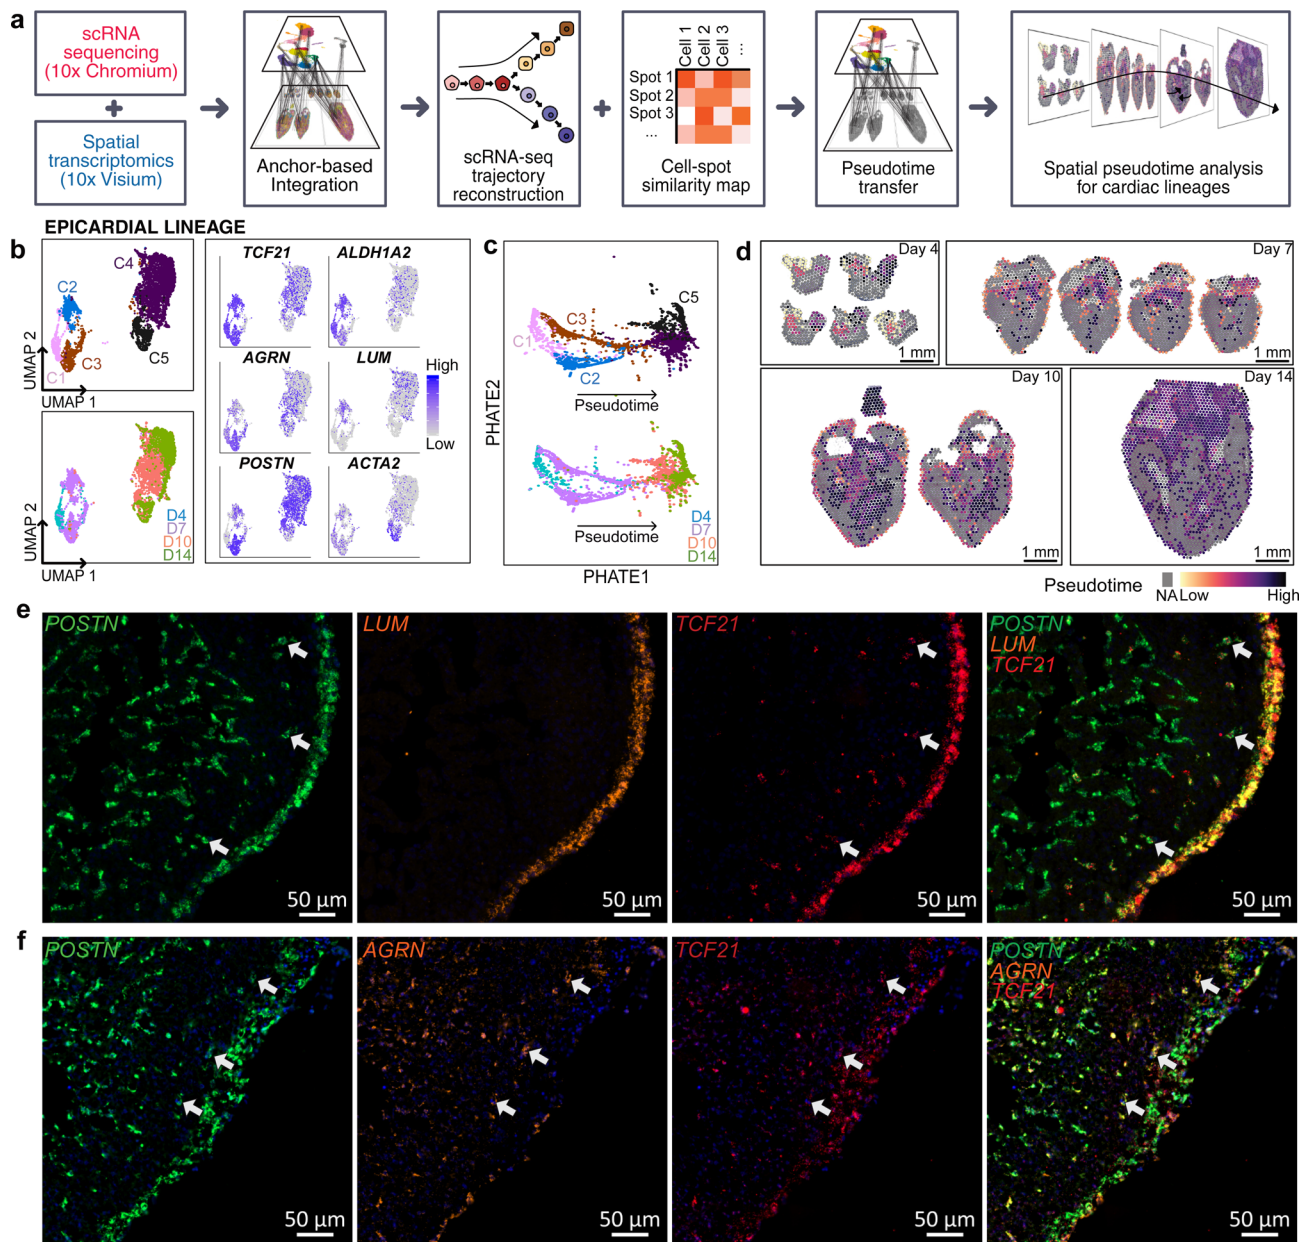 a
scRNA
sequencing
(10x Chromium)
+
Spatial
transcriptomics
(10x Visium)
Anchor-based
Integration
scRNA-seq
trajectory
reconstruction
+
Cell 1
Cell 2
Cell 3
...
Spot 1
Spot 2
Spot 3
...
Cell-spot
similarity map
Pseudotime
transfer
Spatial pseudotime analysis
for cardiac lineages
EPICARDIAL LINEAGE
b
C4
C2
C5
C3
C1
UMAP 2
UMAP 1
D4
D7
D10
D14
UMAP 2
UMAP 1
TCF21
ALDH1A2
AGRN
LUM
High
Low
POSTN
ACTA2
c
C5
C3
C1
C2
Pseudotime
PHATE2
Pseudotime
D4
D7
D10
D14
PHATE1
d
Day 4
1 mm
Day 7
1 mm
Day 10
1 mm
Day 14
1 mm
Pseudotime
NA Low
High
e
POSTN
50 µm
LUM
50 µm
TCF21
50 µm
POSTN
LUM
TCF21
50 µm
f
POSTN
50 µm
AGRN
50 µm
TCF21
50 µm
POSTN
AGRN
TCF21
50 µm